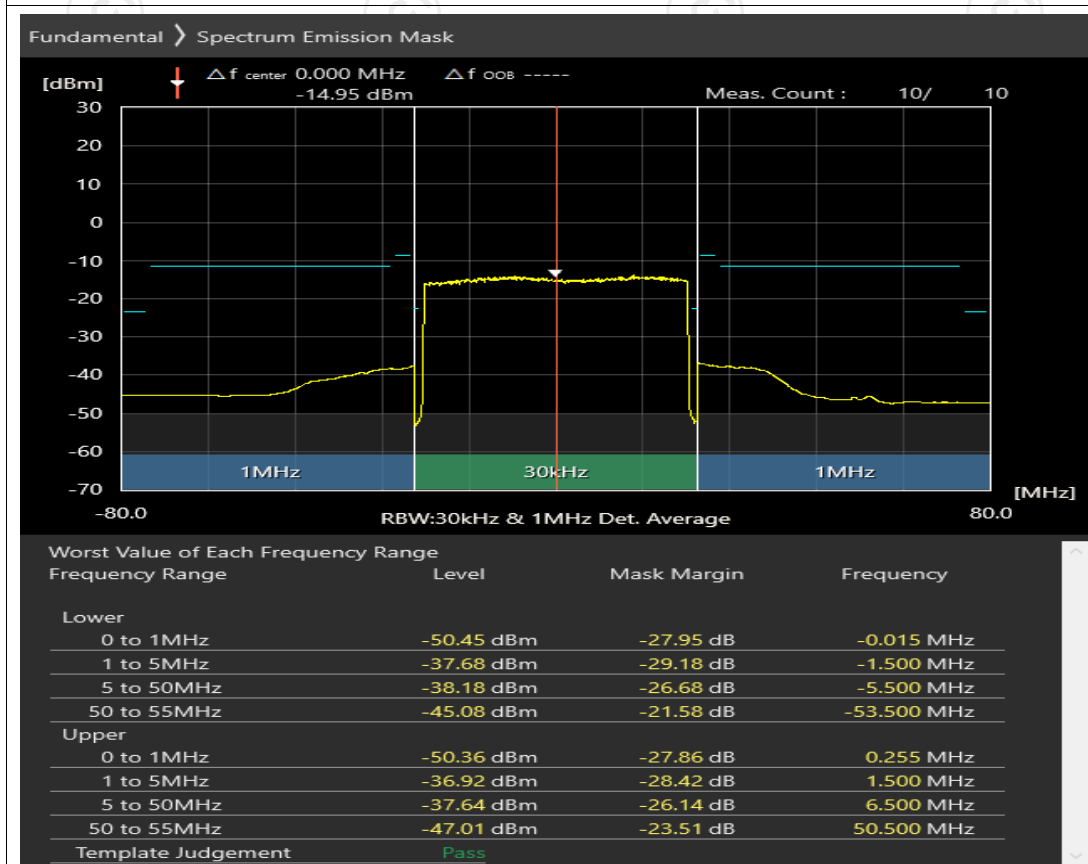 Fundamental ❯ Spectrum Emission Mask
[dBm] Δf center 0.000 MHz Δf OOB -----
-14.95 dBm Meas. Count : 10/ 10
30
20
10
0
-10
-20
-30
-40
-50
-60
1MHz 30kHz 1MHz
-70
[MHz]
-80.0 RBW:30kHz & 1MHz Det. Average 80.0
Worst Value of Each Frequency Range
Frequency Range Level Mask Margin Frequency
Lower
0 to 1MHz -50.45 dBm -27.95 dB -0.015 MHz
1 to 5MHz -37.68 dBm -29.18 dB -1.500 MHz
5 to 50MHz -38.18 dBm -26.68 dB -5.500 MHz
50 to 55MHz -45.08 dBm -21.58 dB -53.500 MHz
Upper
0 to 1MHz -50.36 dBm -27.86 dB 0.255 MHz
1 to 5MHz -36.92 dBm -28.42 dB 1.500 MHz
5 to 50MHz -37.64 dBm -26.14 dB 6.500 MHz
50 to 55MHz -47.01 dBm -23.51 dB 50.500 MHz
Template Judgement Pass